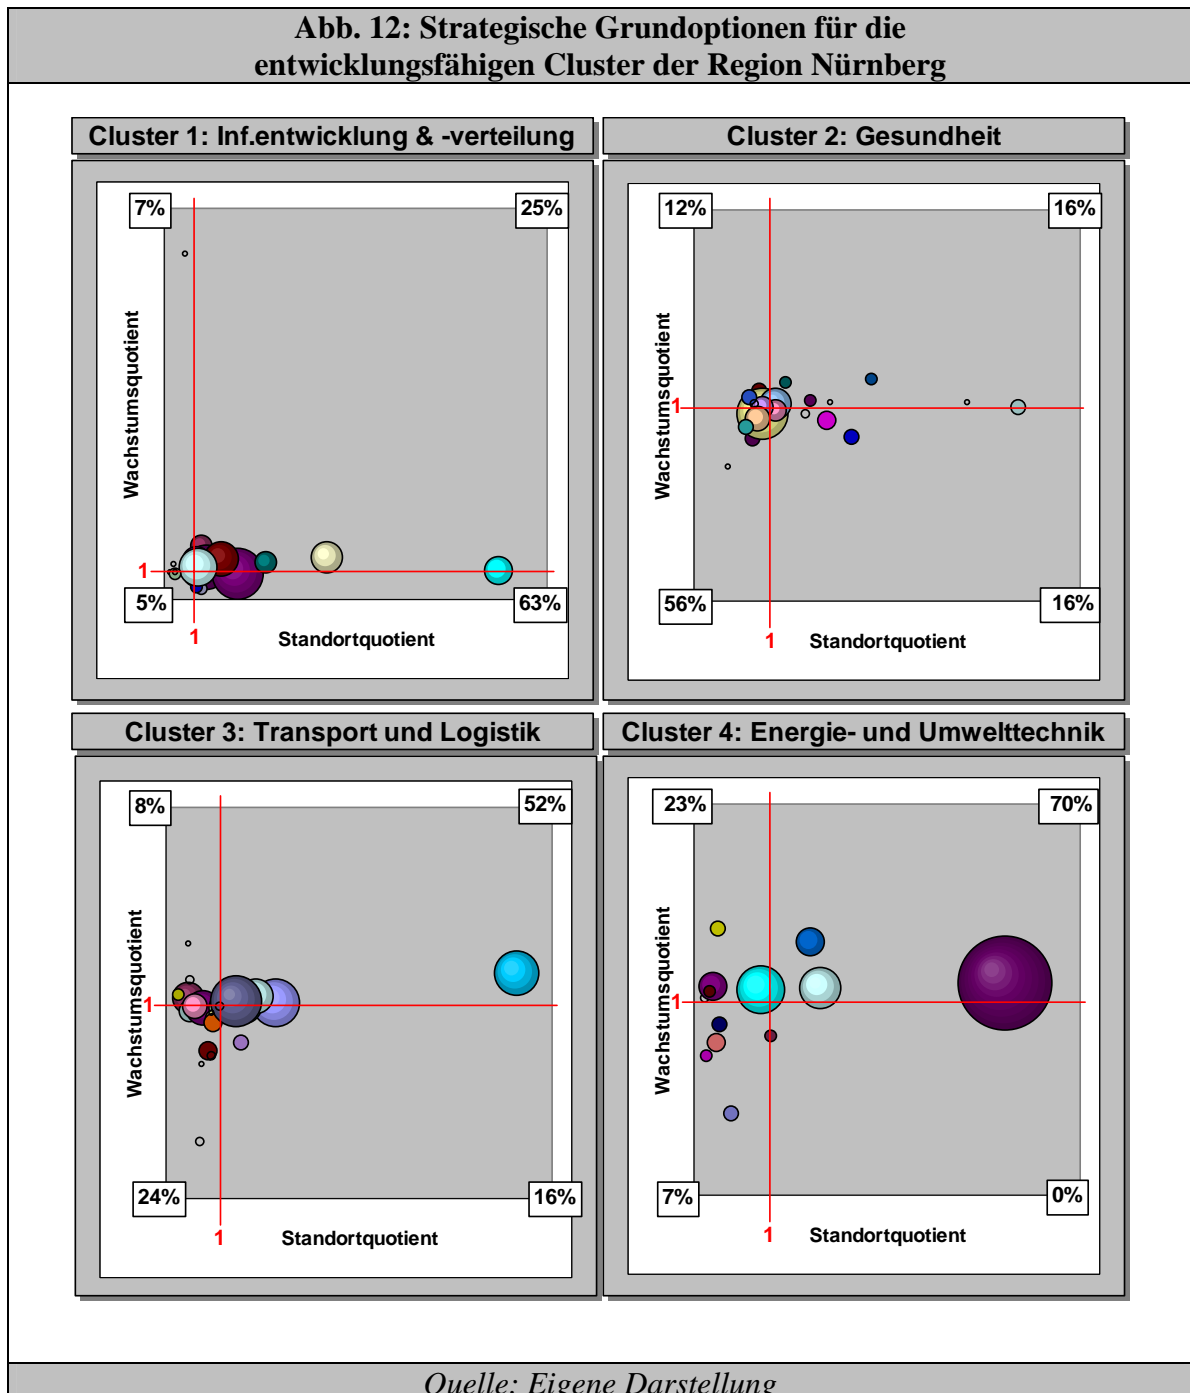 Abb. 12: Strategische Grundoptionen für die
entwicklungsfähigen Cluster der Region Nürnberg
Cluster 1: Inf.entwicklung & -verteilung
7%
25%
Wachstumsquotient
1
5%
63%
1
Standortquotient
Cluster 2: Gesundheit
12%
16%
Wachstumsquotient
1
56%
16%
1
Standortquotient
Cluster 3: Transport und Logistik
8%
52%
Wachstumsquotient
1
24%
16%
1
Standortquotient
Cluster 4: Energie- und Umwelttechnik
23%
70%
Wachstumsquotient
1
7%
0%
1
Standortquotient
Quelle: Eigene Darstellung